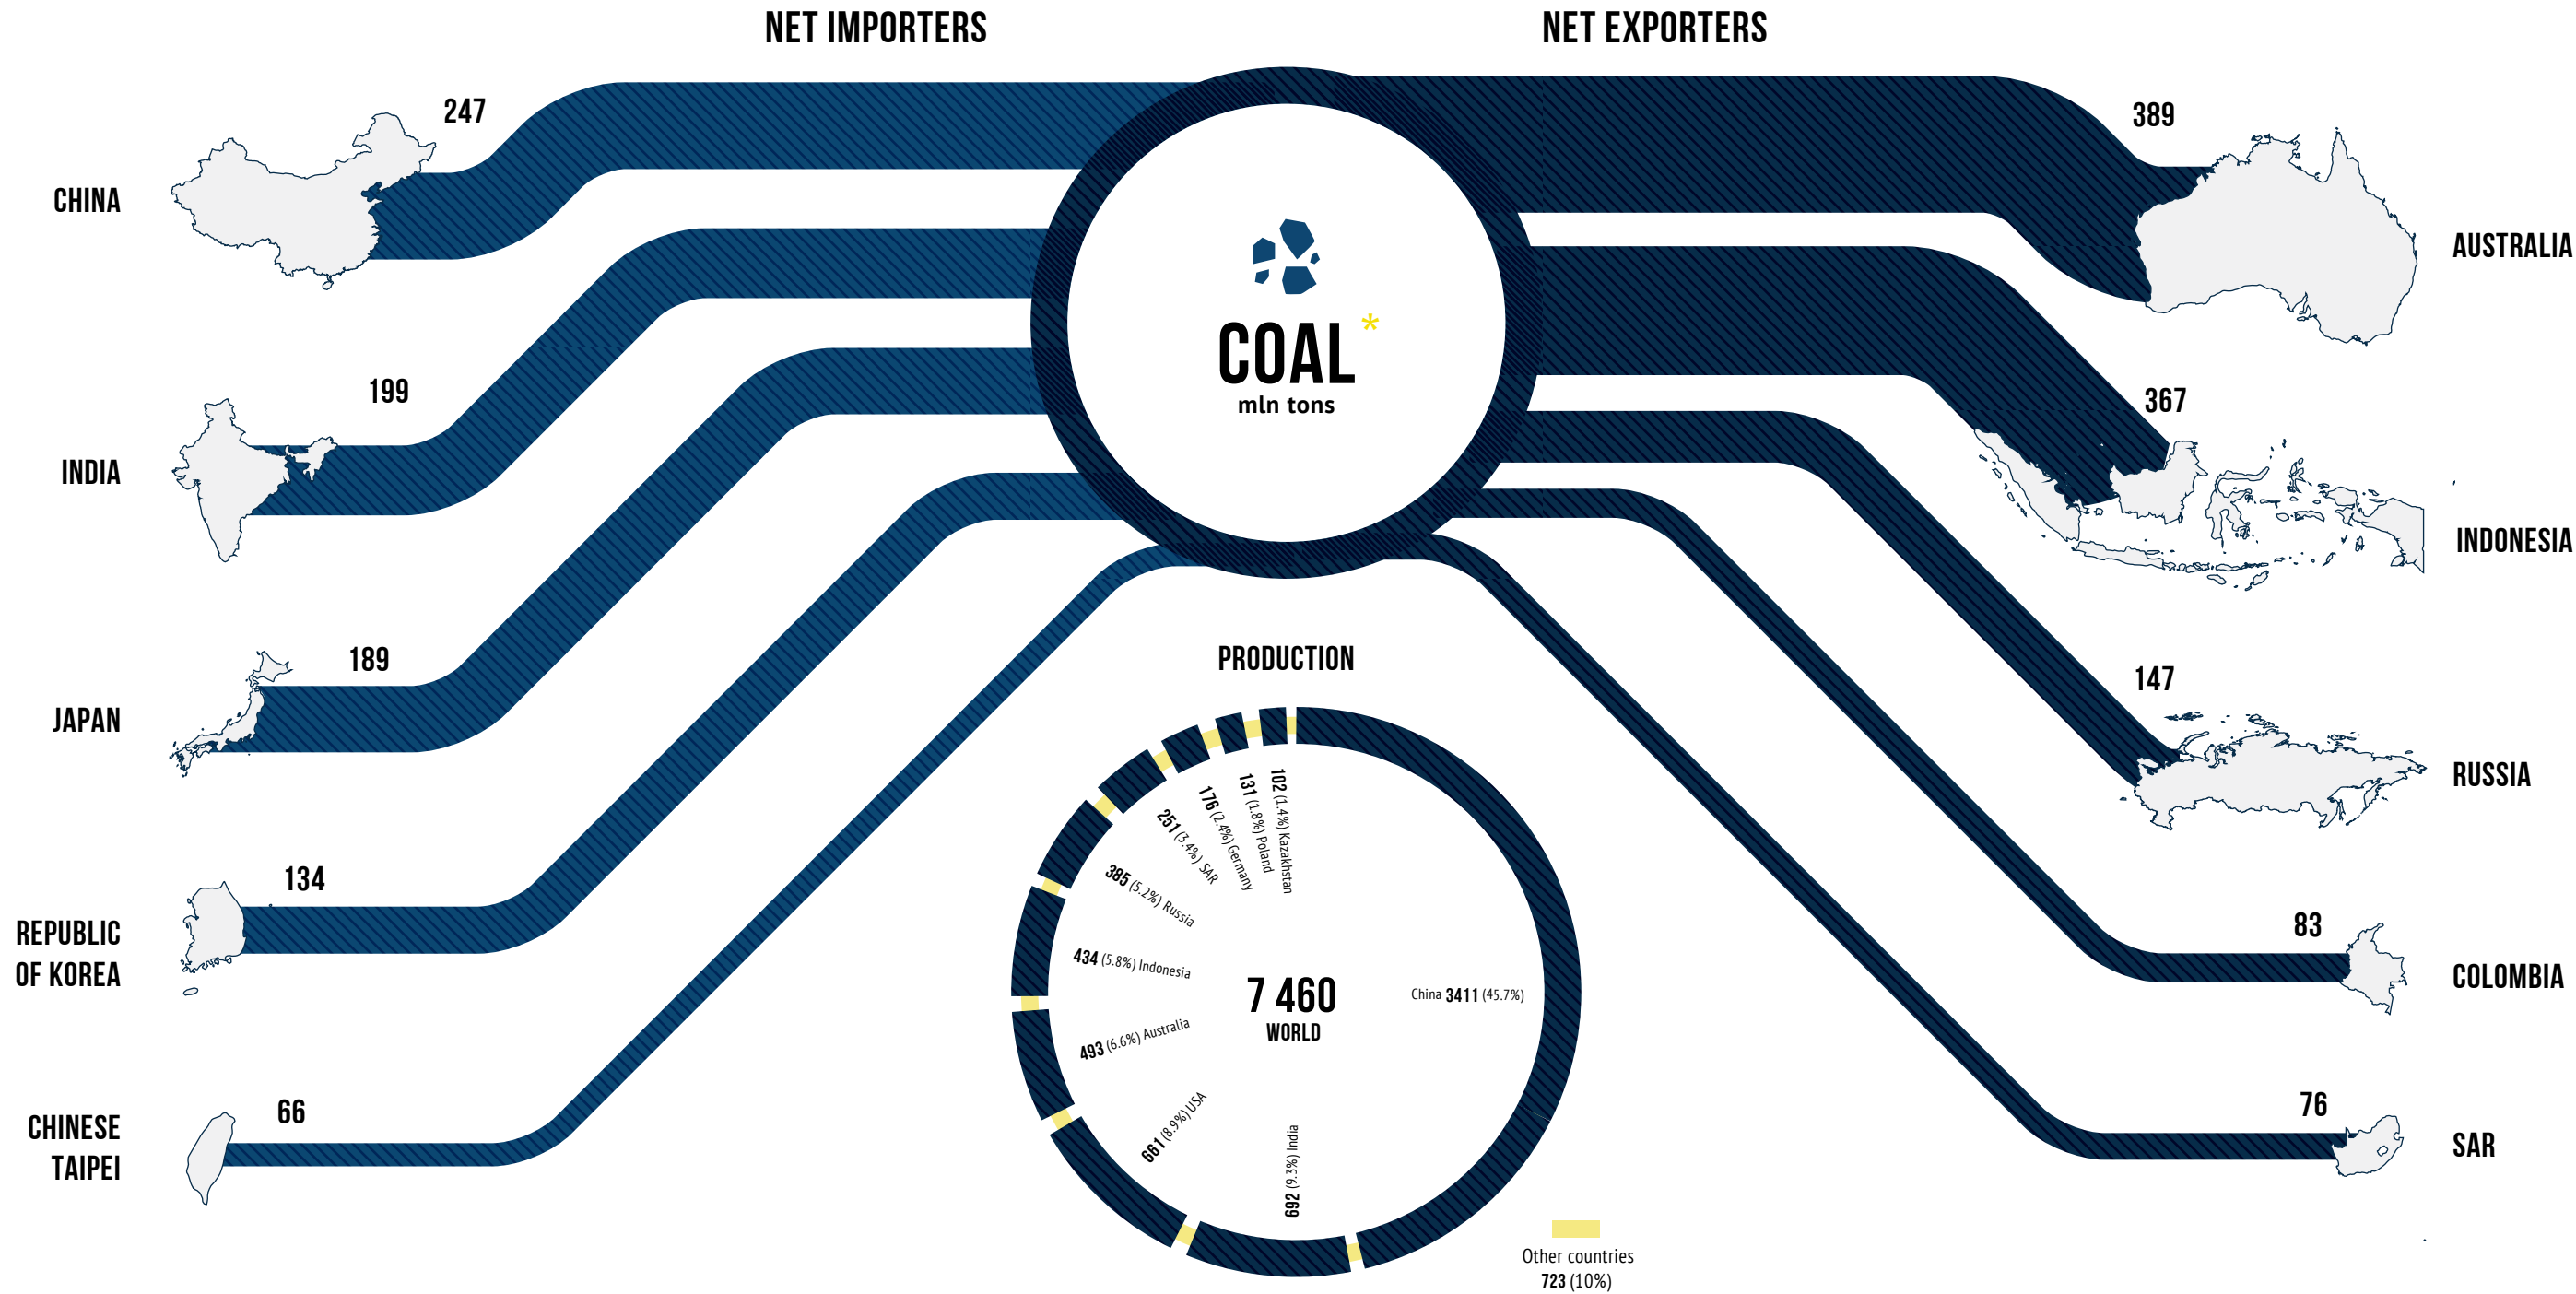 NET IMPORTERS
NET EXPORTERS
247
CHINA
199
INDIA
189
JAPAN
134
REPUBLIC
OF KOREA
66
CHINESE
TAIPEI
COAL*
mln tons
389
AUSTRALIA
367
INDONESIA
147
RUSSIA
83
COLOMBIA
76
SAR
PRODUCTION
102 (1.4%) Kazakhstan
131 (1.8%) Poland
176 (2.4%) Germany
251 (3.4%) SAR
385 (5.2%) Russia
434 (5.8%) Indonesia
493 (6.6%) Australia
661 (8.9%) USA
692 (9.3%) India
China 3411 (45.7%)
7 460
WORLD
Other countries
723 (10%)